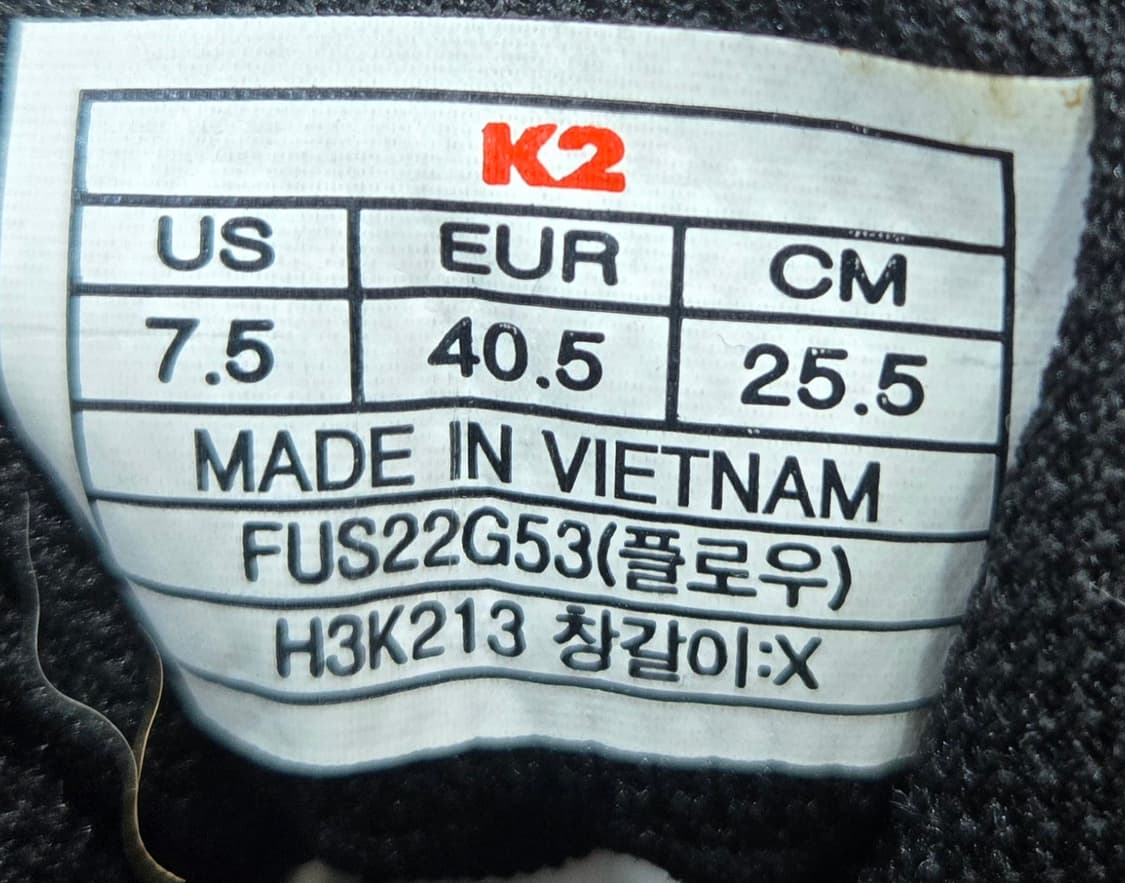 K2
US EUR CM
7.5 40.5 25.5
MADE IN VIETNAM
FUS22G53(플로우)
H3K213 창갈이:X